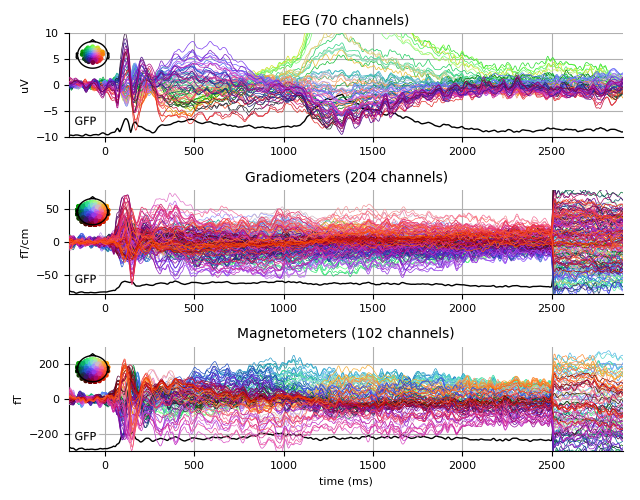 EEG (70 channels)
10
5
0
−5
−10
uV
GFP
0 500 1000 1500 2000 2500
Gradiometers (204 channels)
50
0
−50
fT/cm
GFP
0 500 1000 1500 2000 2500
Magnetometers (102 channels)
200
0
−200
fT
GFP
0 500 1000 1500 2000 2500
time (ms)